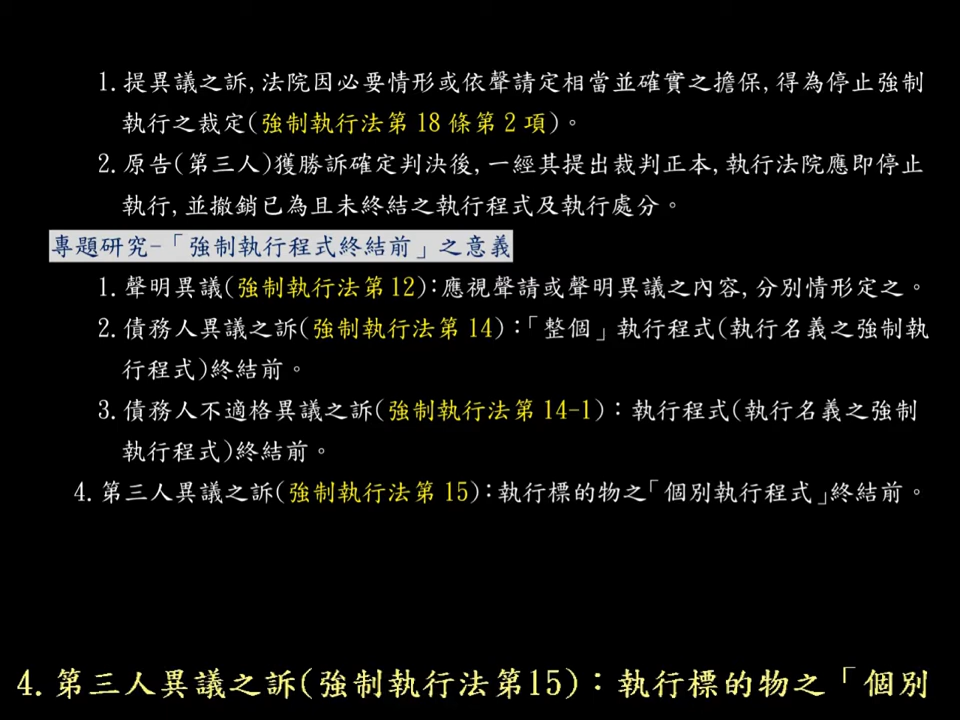 1. 提異議之訴,法院因必要情形或依聲請定相當並確實之擔保,得為停止強制
執行之裁定(強制執行法第 18 條第 2 項)。
2. 原告(第三人)獲勝訴確定判決後,一經其提出裁判正本,執行法院應即停止
執行,並撤銷已為且未終結之執行程式及執行處分。
專題研究-「強制執行程式終結前」之意義
1. 聲明異議(強制執行法第 12):應視聲請或聲明異議之內容,分別情形定之。
2. 債務人異議之訴(強制執行法第 14):「整個」執行程式(執行名義之強制執
行程式)終結前。
3. 債務人不適格異議之訴(強制執行法第 14-1): 執行程式(執行名義之強制
執行程式)終結前。
4. 第三人異議之訴(強制執行法第 15):執行標的物之「個別執行程式」終結前。
4. 第三人異議之訴(強制執行法第15):執行標的物之「個別